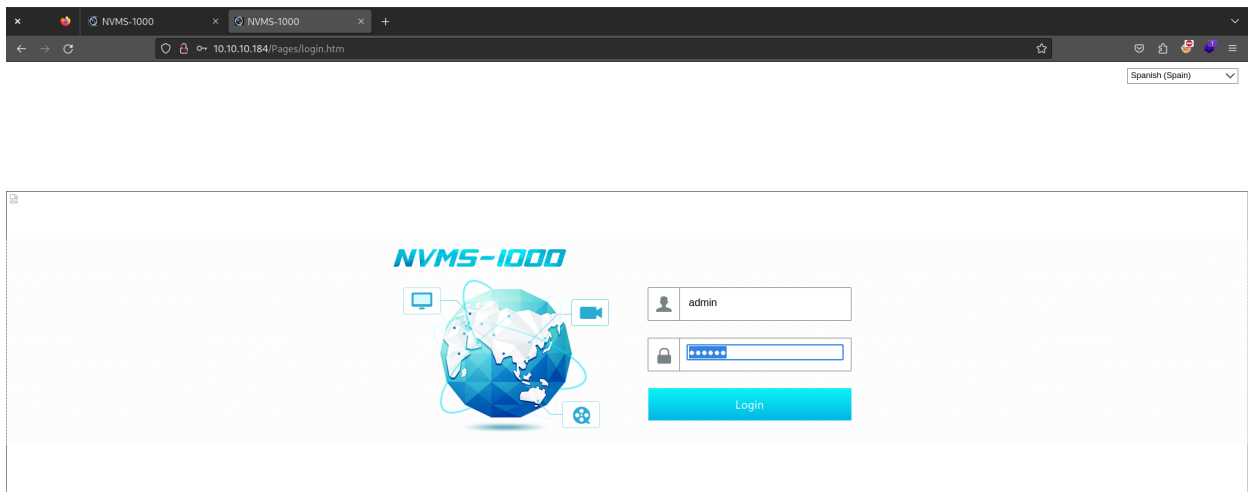 NVMS-1000
NVMS-1000
10.10.10.184/Pages/login.htm
Spanish (Spain)
NVMS-1000
admin
••••••
Login